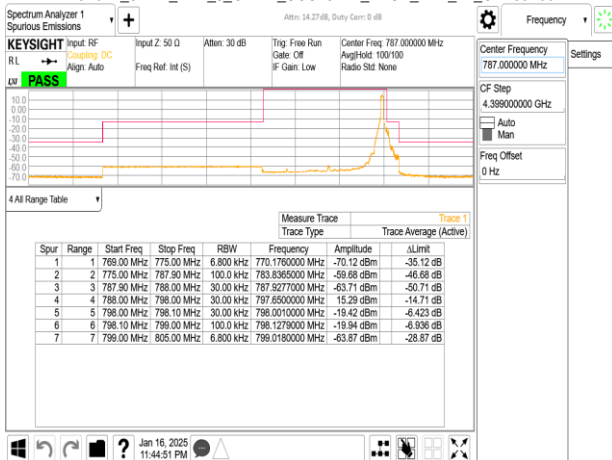 Spectrum Analyzer 1
Spurious Emissions
+
Attn: 14.27dB, Duty Corr: 0 dB
Frequency
Settings
KEYSIGHT
RL
LXI PASS
Input: RF
Coupling: DC
Align: Auto
Input Z: 50 Ω
Freq Ref: Int (S)
Atten: 30 dB
Trig: Free Run
Gate: Off
IF Gain: Low
Center Freq: 787.000000 MHz
Avg|Hold: 100/100
Radio Std: None
Center Frequency
787.000000 MHz
CF Step
4.399000000 GHz
Auto
Man
Freq Offset
0 Hz
10.0
0.00
-10.0
-20.0
-30.0
-40.0
-50.0
-60.0
-70.0
4 All Range Table
Measure Trace Trace 1
Trace Type Trace Average (Active)
Spur Range Start Freq Stop Freq RBW Frequency Amplitude ΔLimit
1 1 769.00 MHz 775.00 MHz 6.800 kHz 770.1760000 MHz -70.12 dBm -35.12 dB
2 2 775.00 MHz 787.90 MHz 100.0 kHz 783.8365000 MHz -59.68 dBm -46.68 dB
3 3 787.90 MHz 788.00 MHz 30.00 kHz 787.9277000 MHz -63.71 dBm -50.71 dB
4 4 788.00 MHz 798.00 MHz 30.00 kHz 797.6500000 MHz 15.29 dBm -14.71 dB
5 5 798.00 MHz 798.10 MHz 30.00 kHz 798.0010000 MHz -19.42 dBm -6.423 dB
6 6 798.10 MHz 799.00 MHz 100.0 kHz 798.1279000 MHz -19.94 dBm -6.936 dB
7 7 799.00 MHz 805.00 MHz 6.800 kHz 799.0180000 MHz -63.87 dBm -28.87 dB
?
Jan 16, 2025
11:44:51 PM